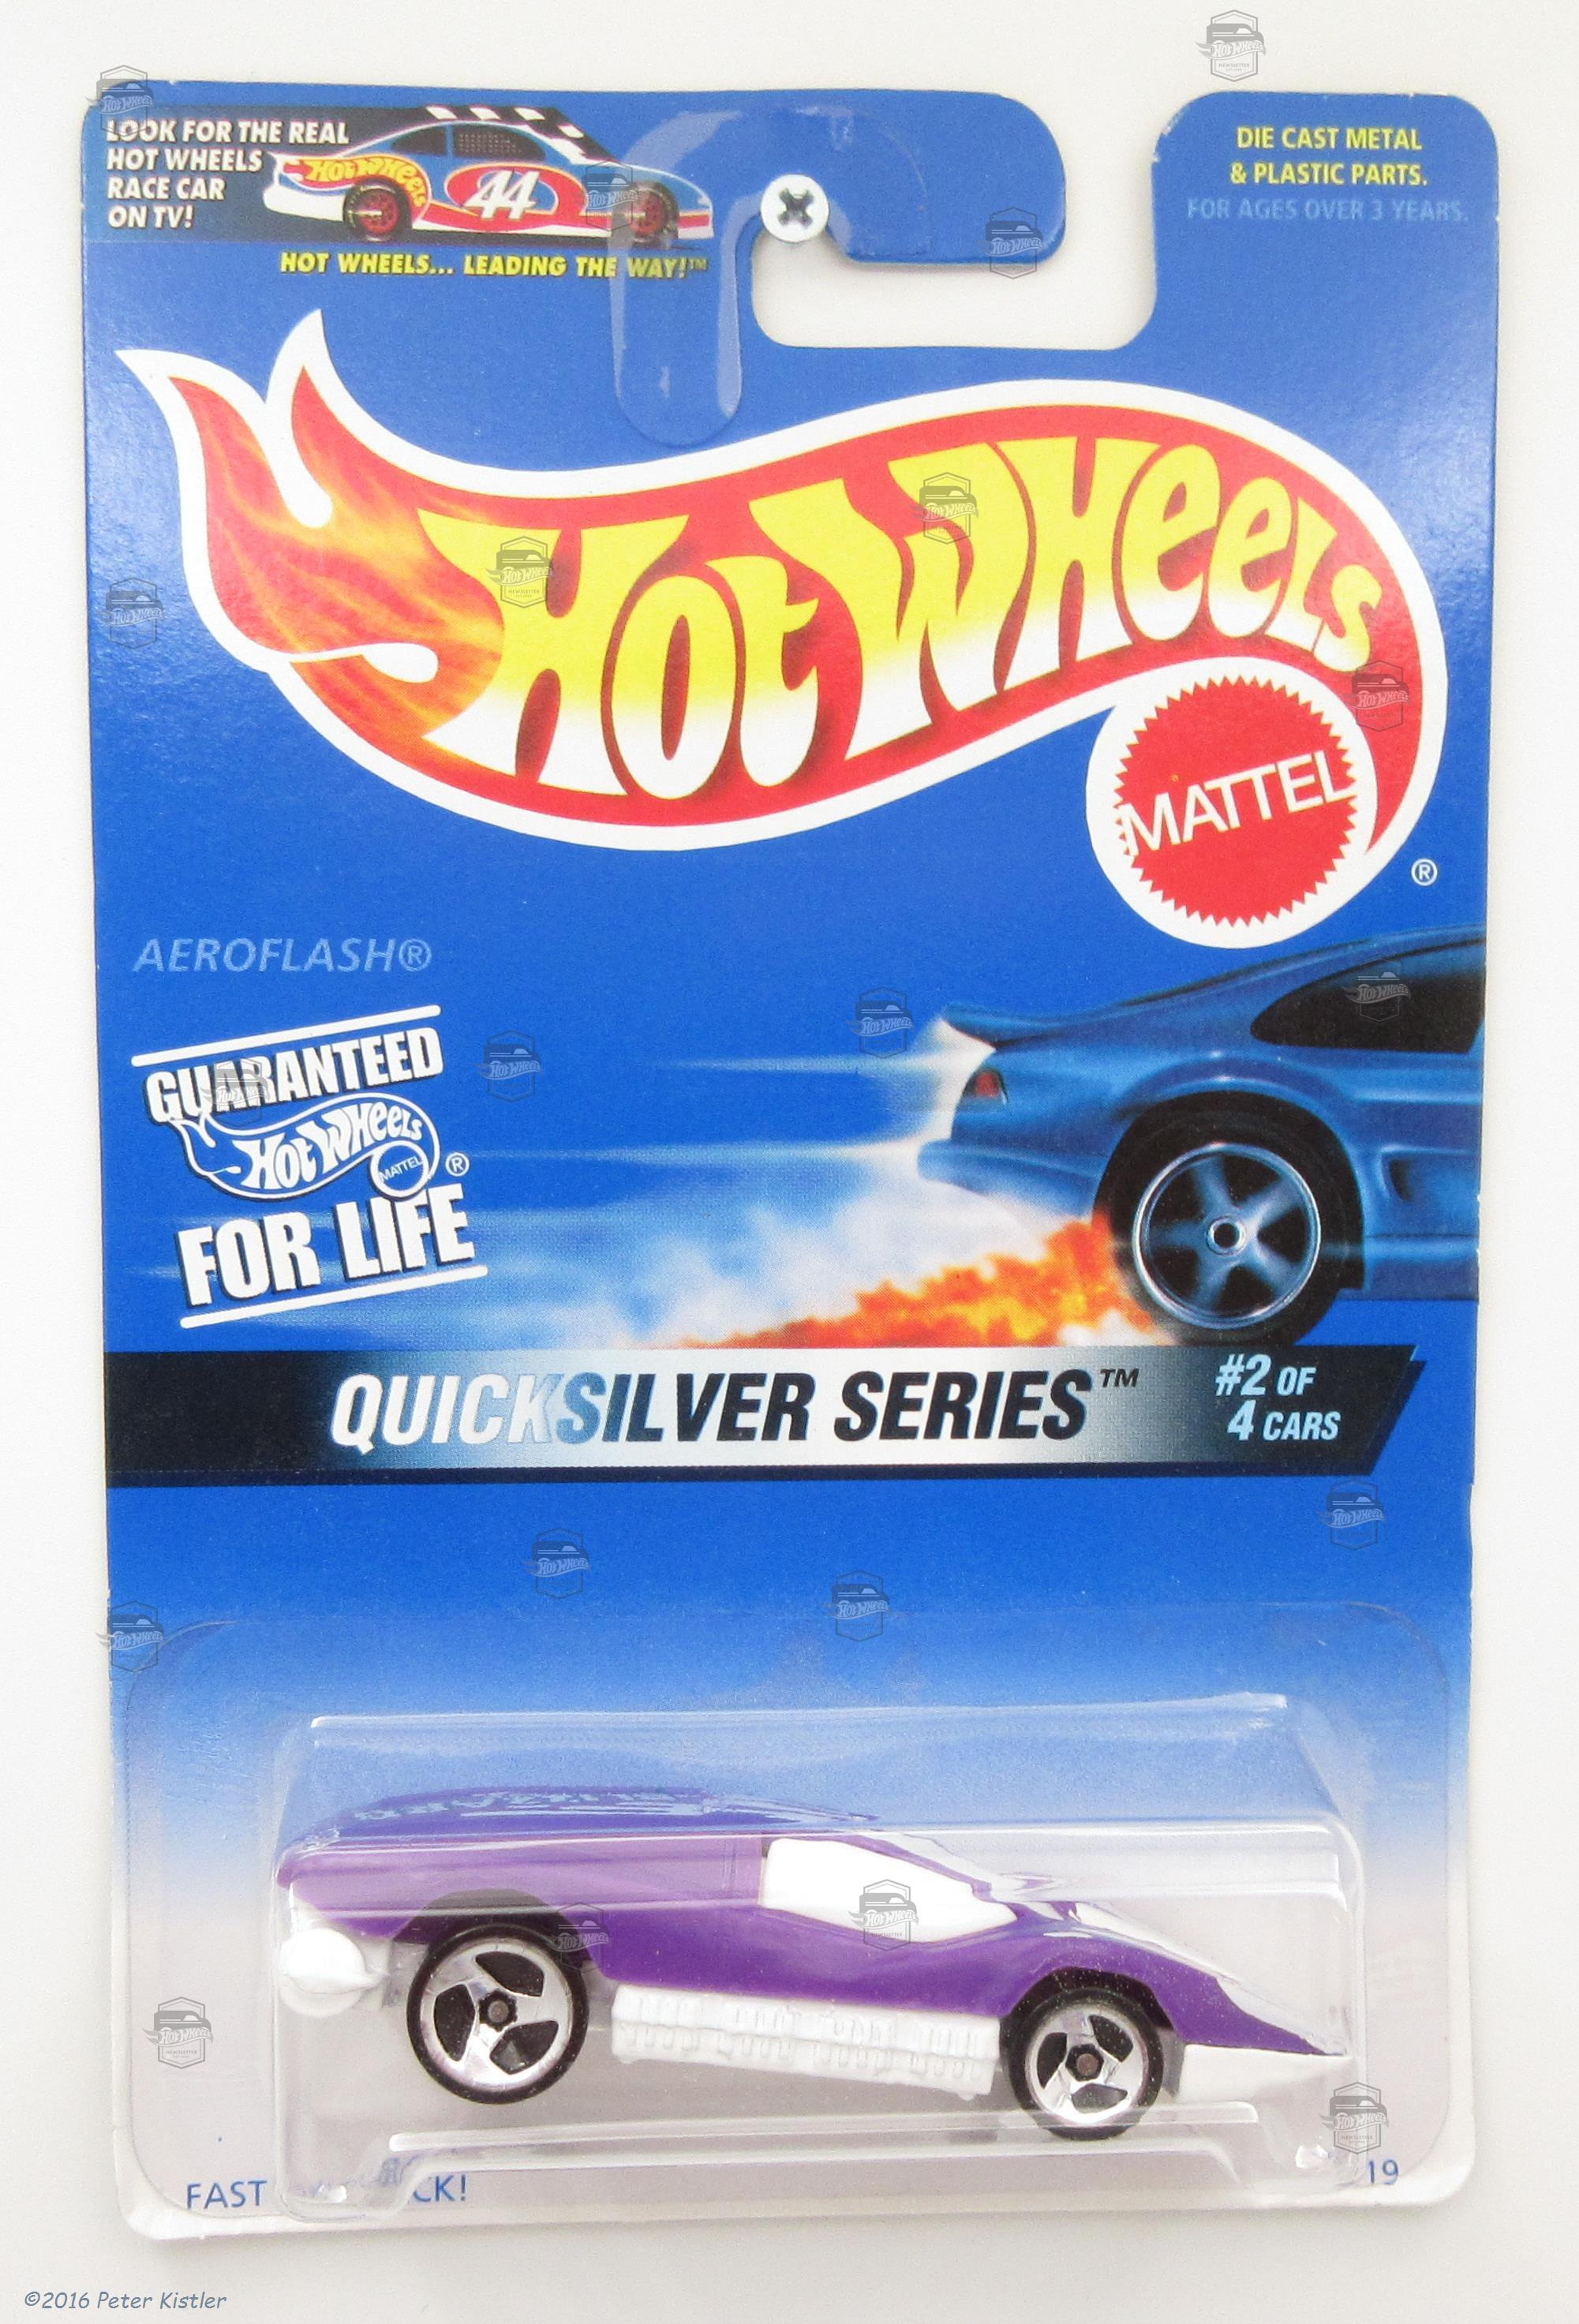 LOOK FOR THE REAL
HOT WHEELS
RACE CAR
ON TV!
HOT WHEELS
44
HOT WHEELS... LEADING THE WAY!™
DIE CAST METAL
& PLASTIC PARTS.
FOR AGES OVER 3 YEARS.
HOT WHEELS
MATTEL
®
AEROFLASH®
GUARANTEED
HOT WHEELS
MATTEL
®
FOR LIFE
QUICKSILVER SERIES™
#2 OF
4 CARS
FAST
CK!
19
©2016 Peter Kistler